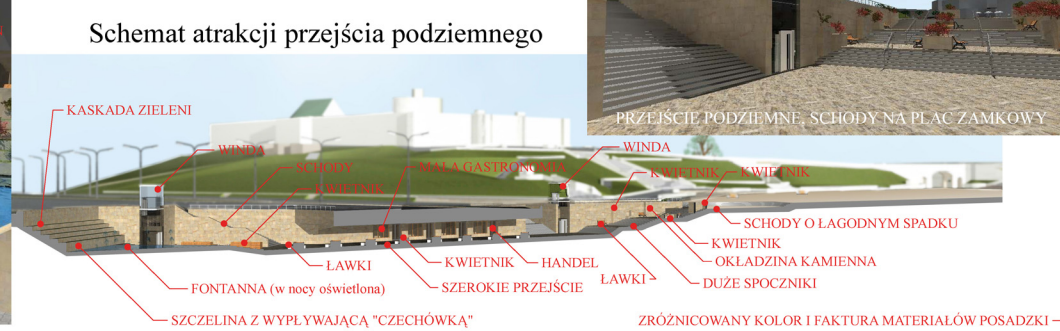 Schemat atrakcji przejścia podziemnego
PRZEJŚCIE PODZIEMNE, SCHODY NA PLAC ZAMKOWY
KASKADA ZIELENI
WINDA
SCHODY
KWIETNIK
MAŁA GASTRONOMIA
WINDA
KWIETNIK
KWIETNIK
SCHODY O ŁAGODNYM SPADKU
KWIETNIK
OKŁADZINA KAMIENNA
DUŻE SPOCZNIKI
ŁAWKI
KWIETNIK
HANDEL
ŁAWKI
SZEROKIE PRZEJŚCIE
FONTANNA (w nocy oświetlona)
SZCZELINA Z WYPŁYWAJĄCĄ "CZECHÓWKĄ"
ZRÓŻNICOWANY KOLOR I FAKTURA MATERIAŁÓW POSADZKI